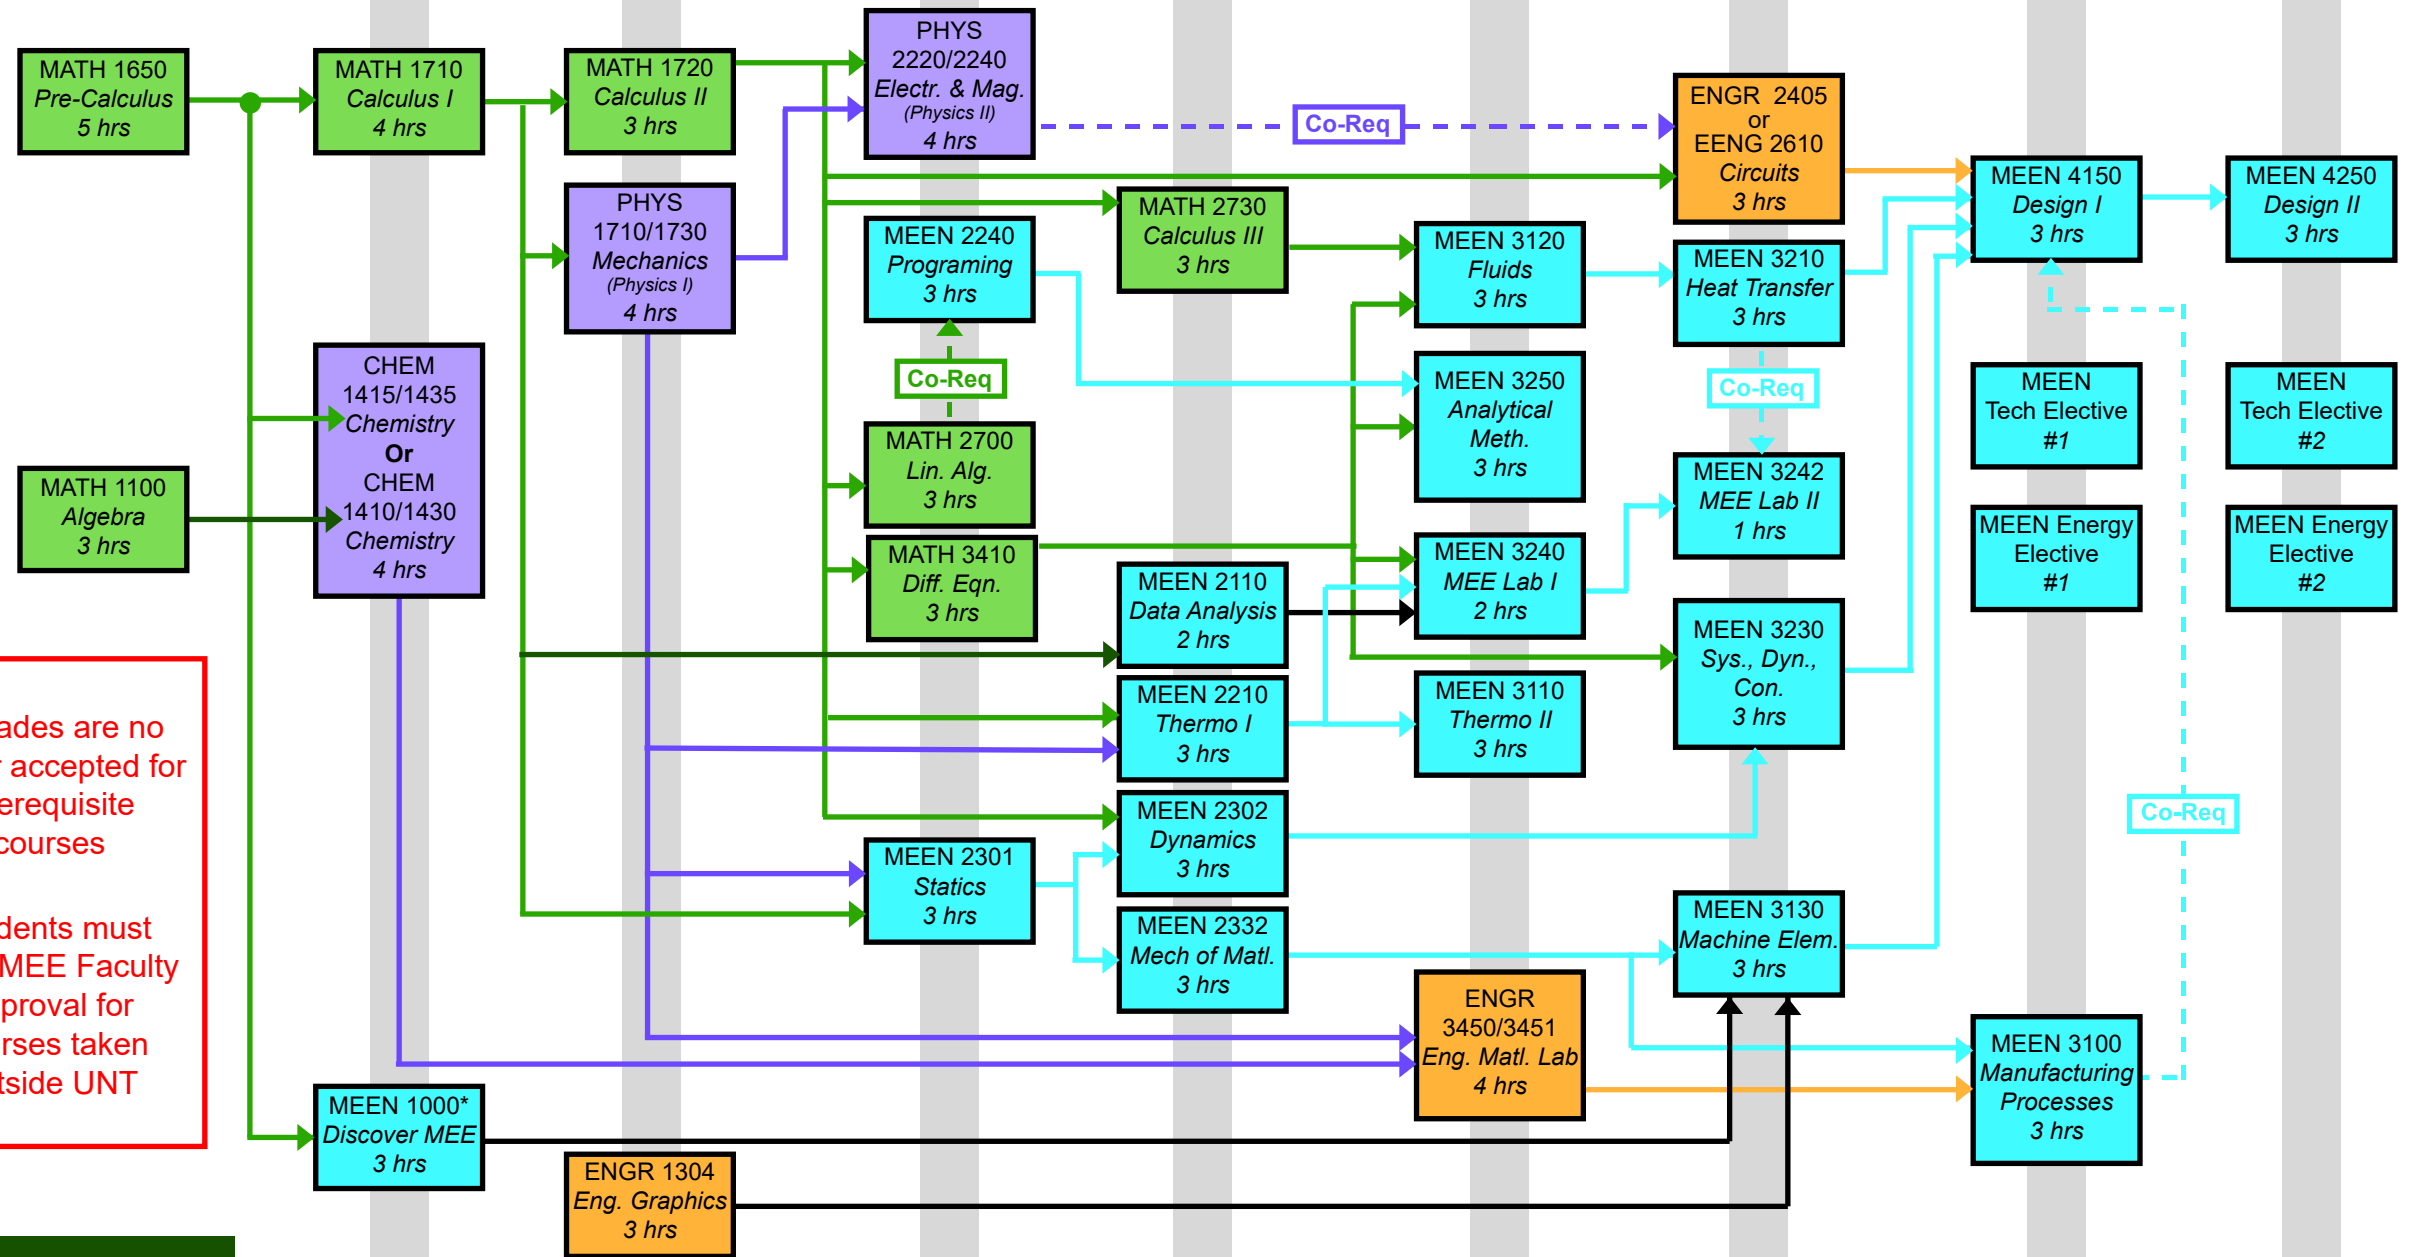 MATH 1650
Pre-Calculus
5 hrs
MATH 1100
Algebra
3 hrs
ades are no
accepted for
erequisite
courses
dents must
MEE Faculty
proval for
rses taken
tside UNT
MATH 1710
Calculus I
4 hrs
CHEM
1415/1435
Chemistry
Or
CHEM
1410/1430
Chemistry
4 hrs
MEEN 1000*
Discover MEE
3 hrs
MATH 1720
Calculus II
3 hrs
PHYS
1710/1730
Mechanics
(Physics I)
4 hrs
ENGR 1304
Eng. Graphics
3 hrs
PHYS
2220/2240
Electr. & Mag.
(Physics II)
4 hrs
MEEN 2240
Programing
3 hrs
Co-Req
MATH 2700
Lin. Alg.
3 hrs
MATH 3410
Diff. Eqn.
3 hrs
MEEN 2301
Statics
3 hrs
MATH 2730
Calculus III
3 hrs
MEEN 2110
Data Analysis
2 hrs
MEEN 2210
Thermo I
3 hrs
MEEN 2302
Dynamics
3 hrs
MEEN 2332
Mech of Matl.
3 hrs
Co-Req
MEEN 3120
Fluids
3 hrs
MEEN 3250
Analytical
Meth.
3 hrs
MEEN 3240
MEE Lab I
2 hrs
MEEN 3110
Thermo II
3 hrs
ENGR
3450/3451
Eng. Matl. Lab
4 hrs
ENGR  2405
or
EENG 2610
Circuits
3 hrs
MEEN 3210
Heat Transfer
3 hrs
Co-Req
MEEN 3242
MEE Lab II
1 hrs
MEEN 3230
Sys., Dyn.,
Con.
3 hrs
MEEN 3130
Machine Elem.
3 hrs
MEEN 4150
Design I
3 hrs
MEEN
Tech Elective
#1
MEEN Energy
Elective
#1
MEEN 3100
Manufacturing
Processes
3 hrs
Co-Req
MEEN 4250
Design II
3 hrs
MEEN
Tech Elective
#2
MEEN Energy
Elective
#2